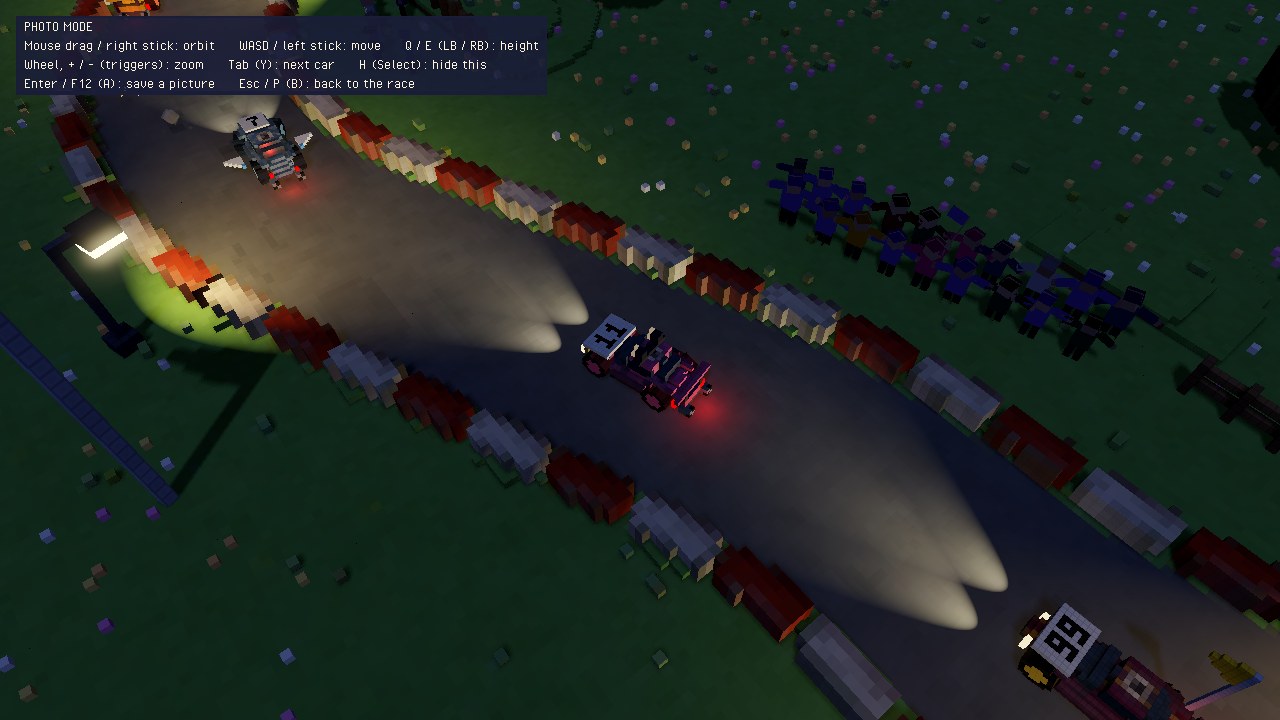 PHOTO MODE
Mouse drag / right stick: orbit WASD / left stick: move Q / E (LB / RB): height
Wheel, + / - (triggers): zoom Tab (Y): next car H (Select): hide this
Enter / F12 (A): save a picture Esc / P (B): back to the race
7
11
99